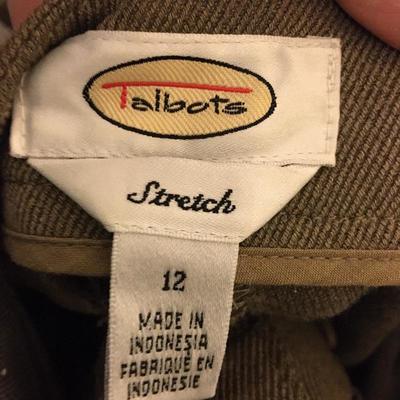 Talbots
Stretch
12
MADE IN
INDONESIA
FABRIQUÉ EN
INDONESIE